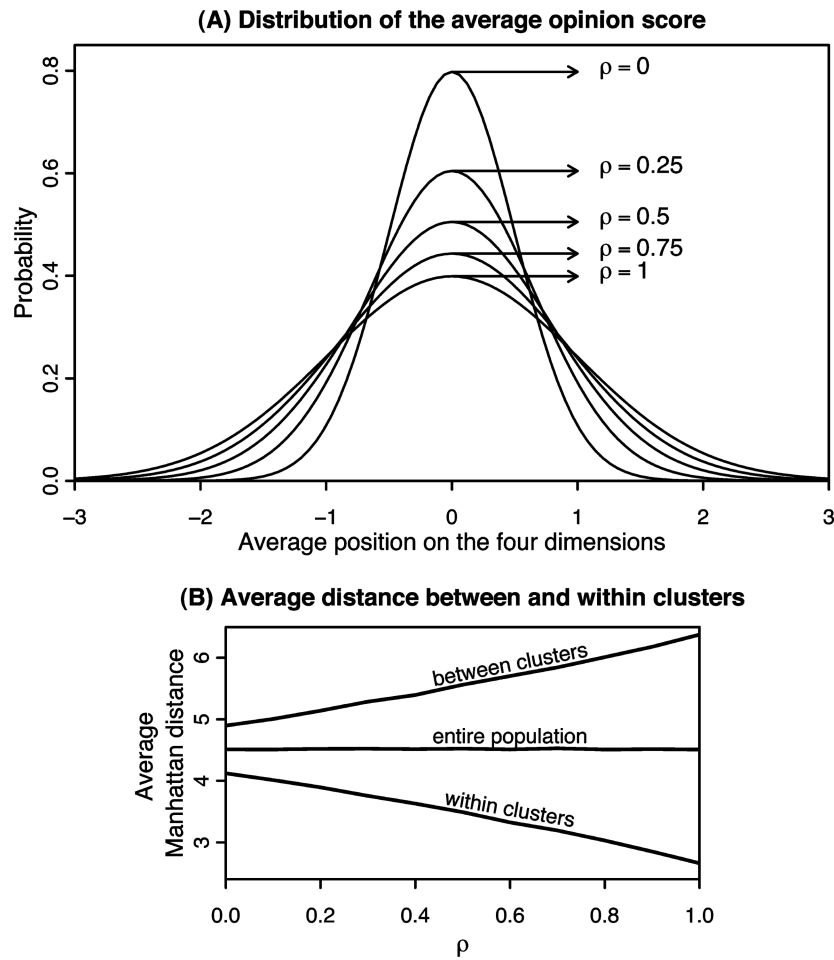 (A) Distribution of the average opinion score
Probability
0.8
0.6
0.4
0.2
0.0
ρ = 0
ρ = 0.25
ρ = 0.5
ρ = 0.75
ρ = 1
−3 −2 −1 0 1 2 3
Average position on the four dimensions
(B) Average distance between and within clusters
Average
Manhattan distance
6
5
4
3
between clusters
entire population
within clusters
0.0 0.2 0.4 0.6 0.8 1.0
ρ